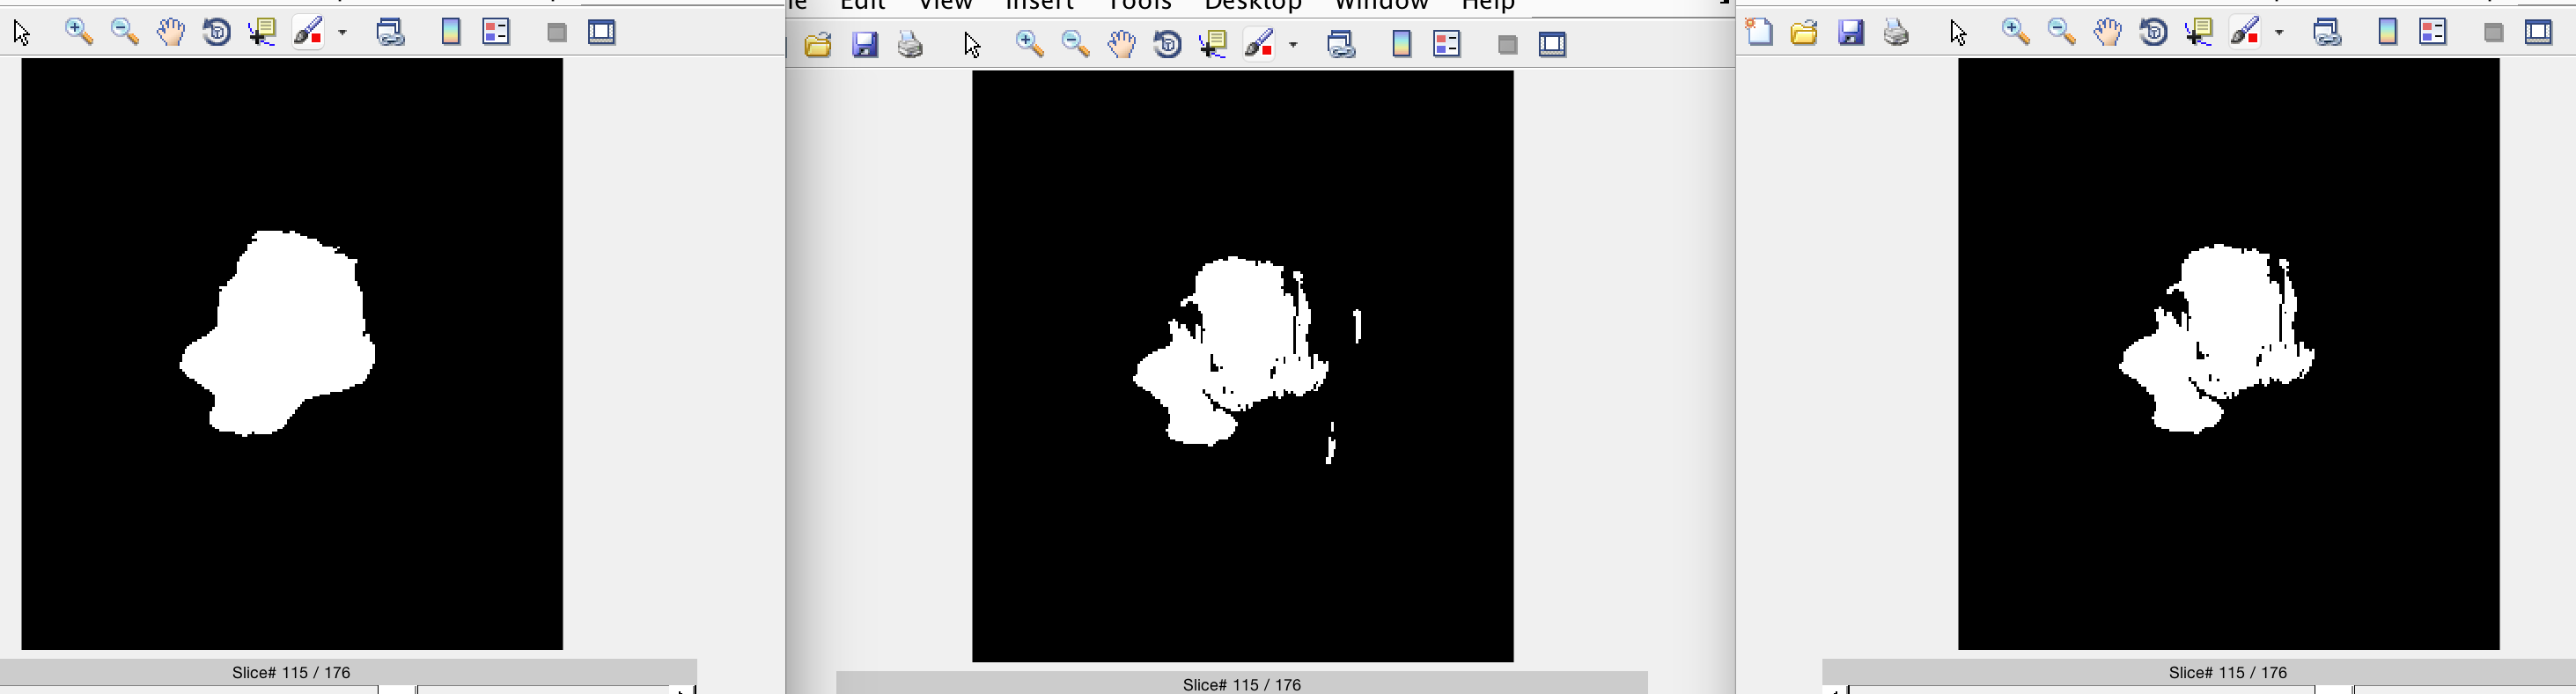 Edit View Insert Tools Desktop Window Help
Slice# 115 / 176
Slice# 115 / 176
Slice# 115 / 176